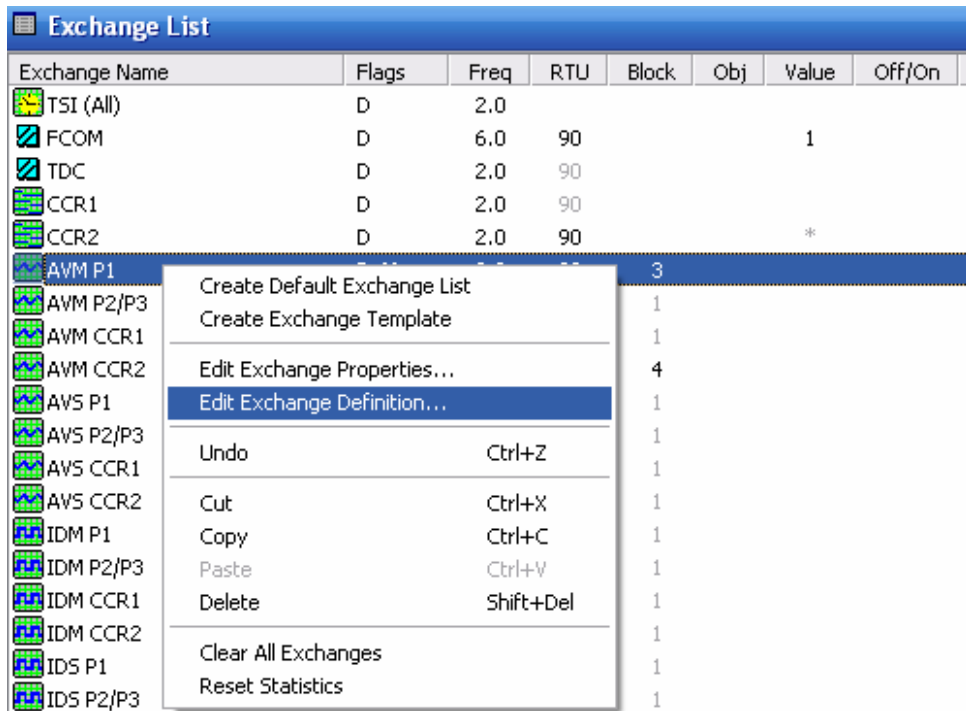 Exchange List
Exchange Name Flags Freq RTU Block Obj Value Off/On
TSI (All) D 2.0
FCOM D 6.0 90 1
TDC D 2.0 90
CCR1 D 2.0 90
CCR2 D 2.0 90 *
AVM P1 3
AVM P2/P3 1
AVM CCR1 1
AVM CCR2 4
AVS P1 1
AVS P2/P3 1
AVS CCR1 1
AVS CCR2 1
IDM P1 1
IDM P2/P3 1
IDM CCR1 1
IDM CCR2 1
IDS P1 1
IDS P2/P3 1
Create Default Exchange List
Create Exchange Template
Edit Exchange Properties...
Edit Exchange Definition...
Undo Ctrl+Z
Cut Ctrl+X
Copy Ctrl+C
Paste Ctrl+V
Delete Shift+Del
Clear All Exchanges
Reset Statistics